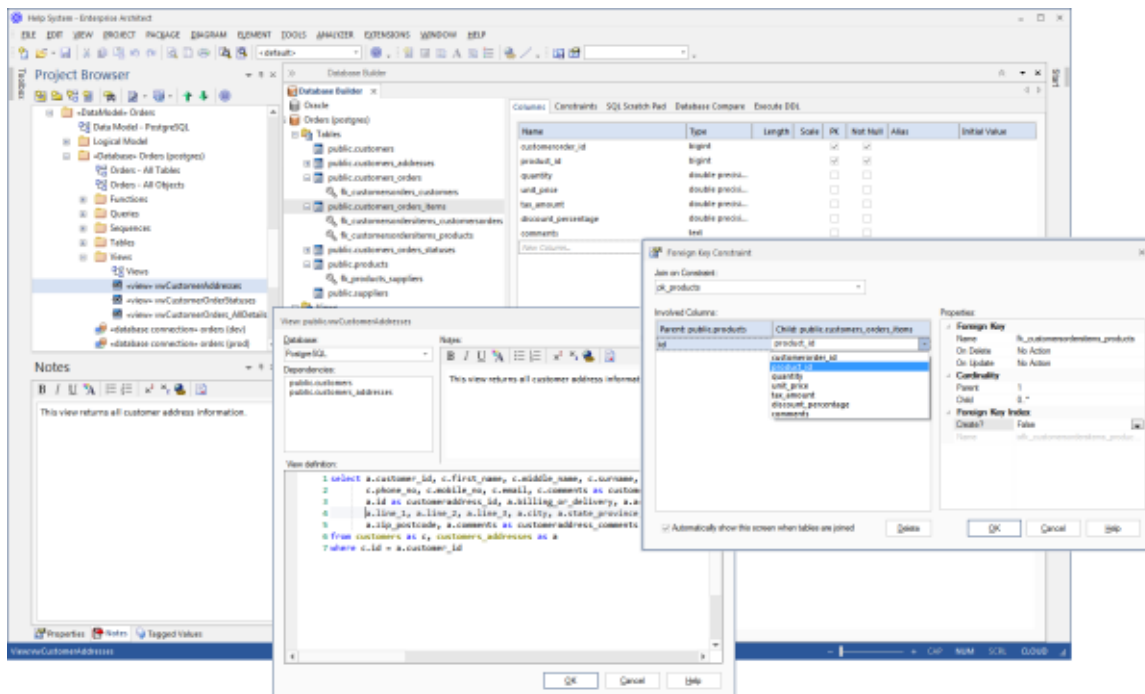 Help System - Enterprise Architect
FILE EDIT VIEW PROJECT PACKAGE DIAGRAM ELEMENT TOOLS ANALYZER EXTENSIONS WINDOW HELP
<default>
Toolbox
Project Browser
«DataModel» Orders
Data Model - PostgreSQL
Logical Model
«Database» Orders (postgres)
Orders - All Tables
Orders - All Objects
Functions
Queries
Sequences
Tables
Views
Views
«view» vwCustomerAddresses
«view» vwCustomerOrderStatuses
«view» vwCustomerOrders_AllDetails
«database connection» orders (dev)
«database connection» orders (prod)
Notes
B I U A
This view returns all customer address information.
Properties Notes Tagged Values
View:vwCustomerAddresses
Database Builder
Database Builder
Start
Oracle
Orders (postgres)
Tables
public.customers
public.customers_addresses
public.customers_orders
fk_customersorders_customers
public.customers_orders_items
fk_customersordersitems_customersorders
fk_customersordersitems_products
public.customers_orders_statuses
public.products
fk_products_suppliers
public.suppliers
Columns Constraints SQL Scratch Pad Database Compare Execute DDL
Name Type Length Scale PK Not Null Alias Initial Value
customerorder_id bigint
product_id bigint
quantity double precisi...
unit_price double precisi...
tax_amount double precisi...
discount_percentage double precisi...
comments text
New Column...
View: public.vwCustomerAddresses
Database:
PostgreSQL
Dependencies:
public.customers
public.customers_addresses
Notes:
B I U A
This view returns all customer address informat
View definition:
1 select a.customer_id, c.first_name, c.middle_name, c.surname,
2 c.phone_no, c.mobile_no, c.email, c.comments as custome
3 a.id as customeraddress_id, a.billing_or_delivery, a.a
4 a.line_1, a.line_2, a.line_3, a.city, a.state_province
5 a.zip_postcode, a.comments as customeraddress_comments
6 from customers as c, customers_addresses as a
7 where c.id = a.customer_id
OK Cancel Help
Foreign Key Constraint
Join on Constraint:
pk_products
Involved Columns:
Parent: public.products Child: public.customers_orders_items
id product_id
customerorder_id
product_id
quantity
unit_price
tax_amount
discount_percentage
comments
Properties:
Foreign Key
Name fk_customersordersitems_products
On Delete No Action
On Update No Action
Cardinality
Parent 1
Child 0..*
Foreign Key Index
Create? False
Name
Automatically show this screen when tables are joined
Delete OK Cancel Help
CAP NUM SCRL CLOUD